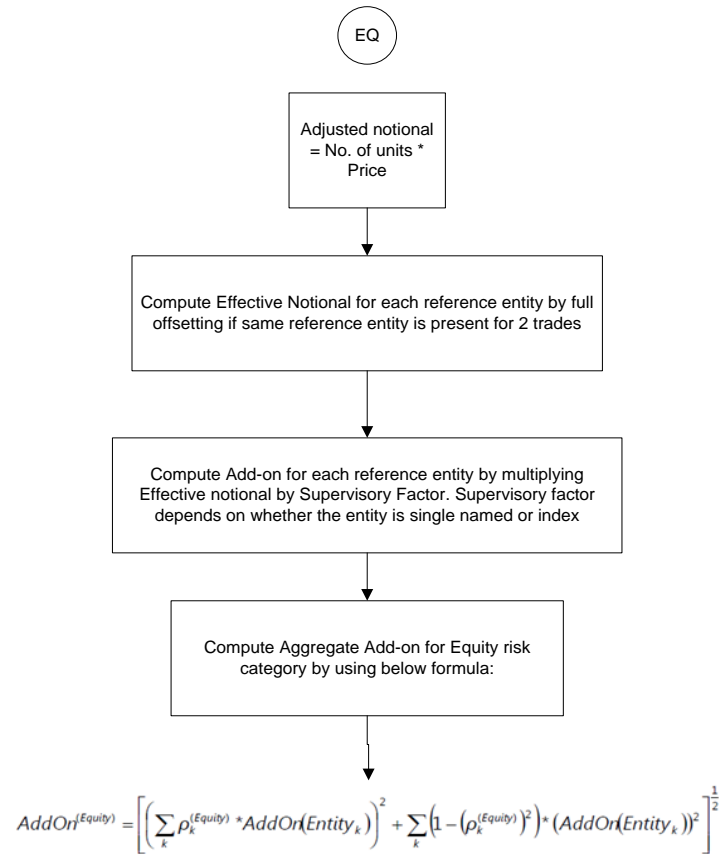 EQ
Adjusted notional
= No. of units *
Price
Compute Effective Notional for each reference entity by full
offsetting if same reference entity is present for 2 trades
Compute Add-on for each reference entity by multiplying
Effective notional by Supervisory Factor. Supervisory factor
depends on whether the entity is single named or index
Compute Aggregate Add-on for Equity risk
category by using below formula:
AddOn^(Equity) = [(∑_k ρ_k^(Equity) * AddOn(Entity_k))^2 + ∑_k (1 − (ρ_k^(Equity))^2) * (AddOn(Entity_k))^2]^(1/2)